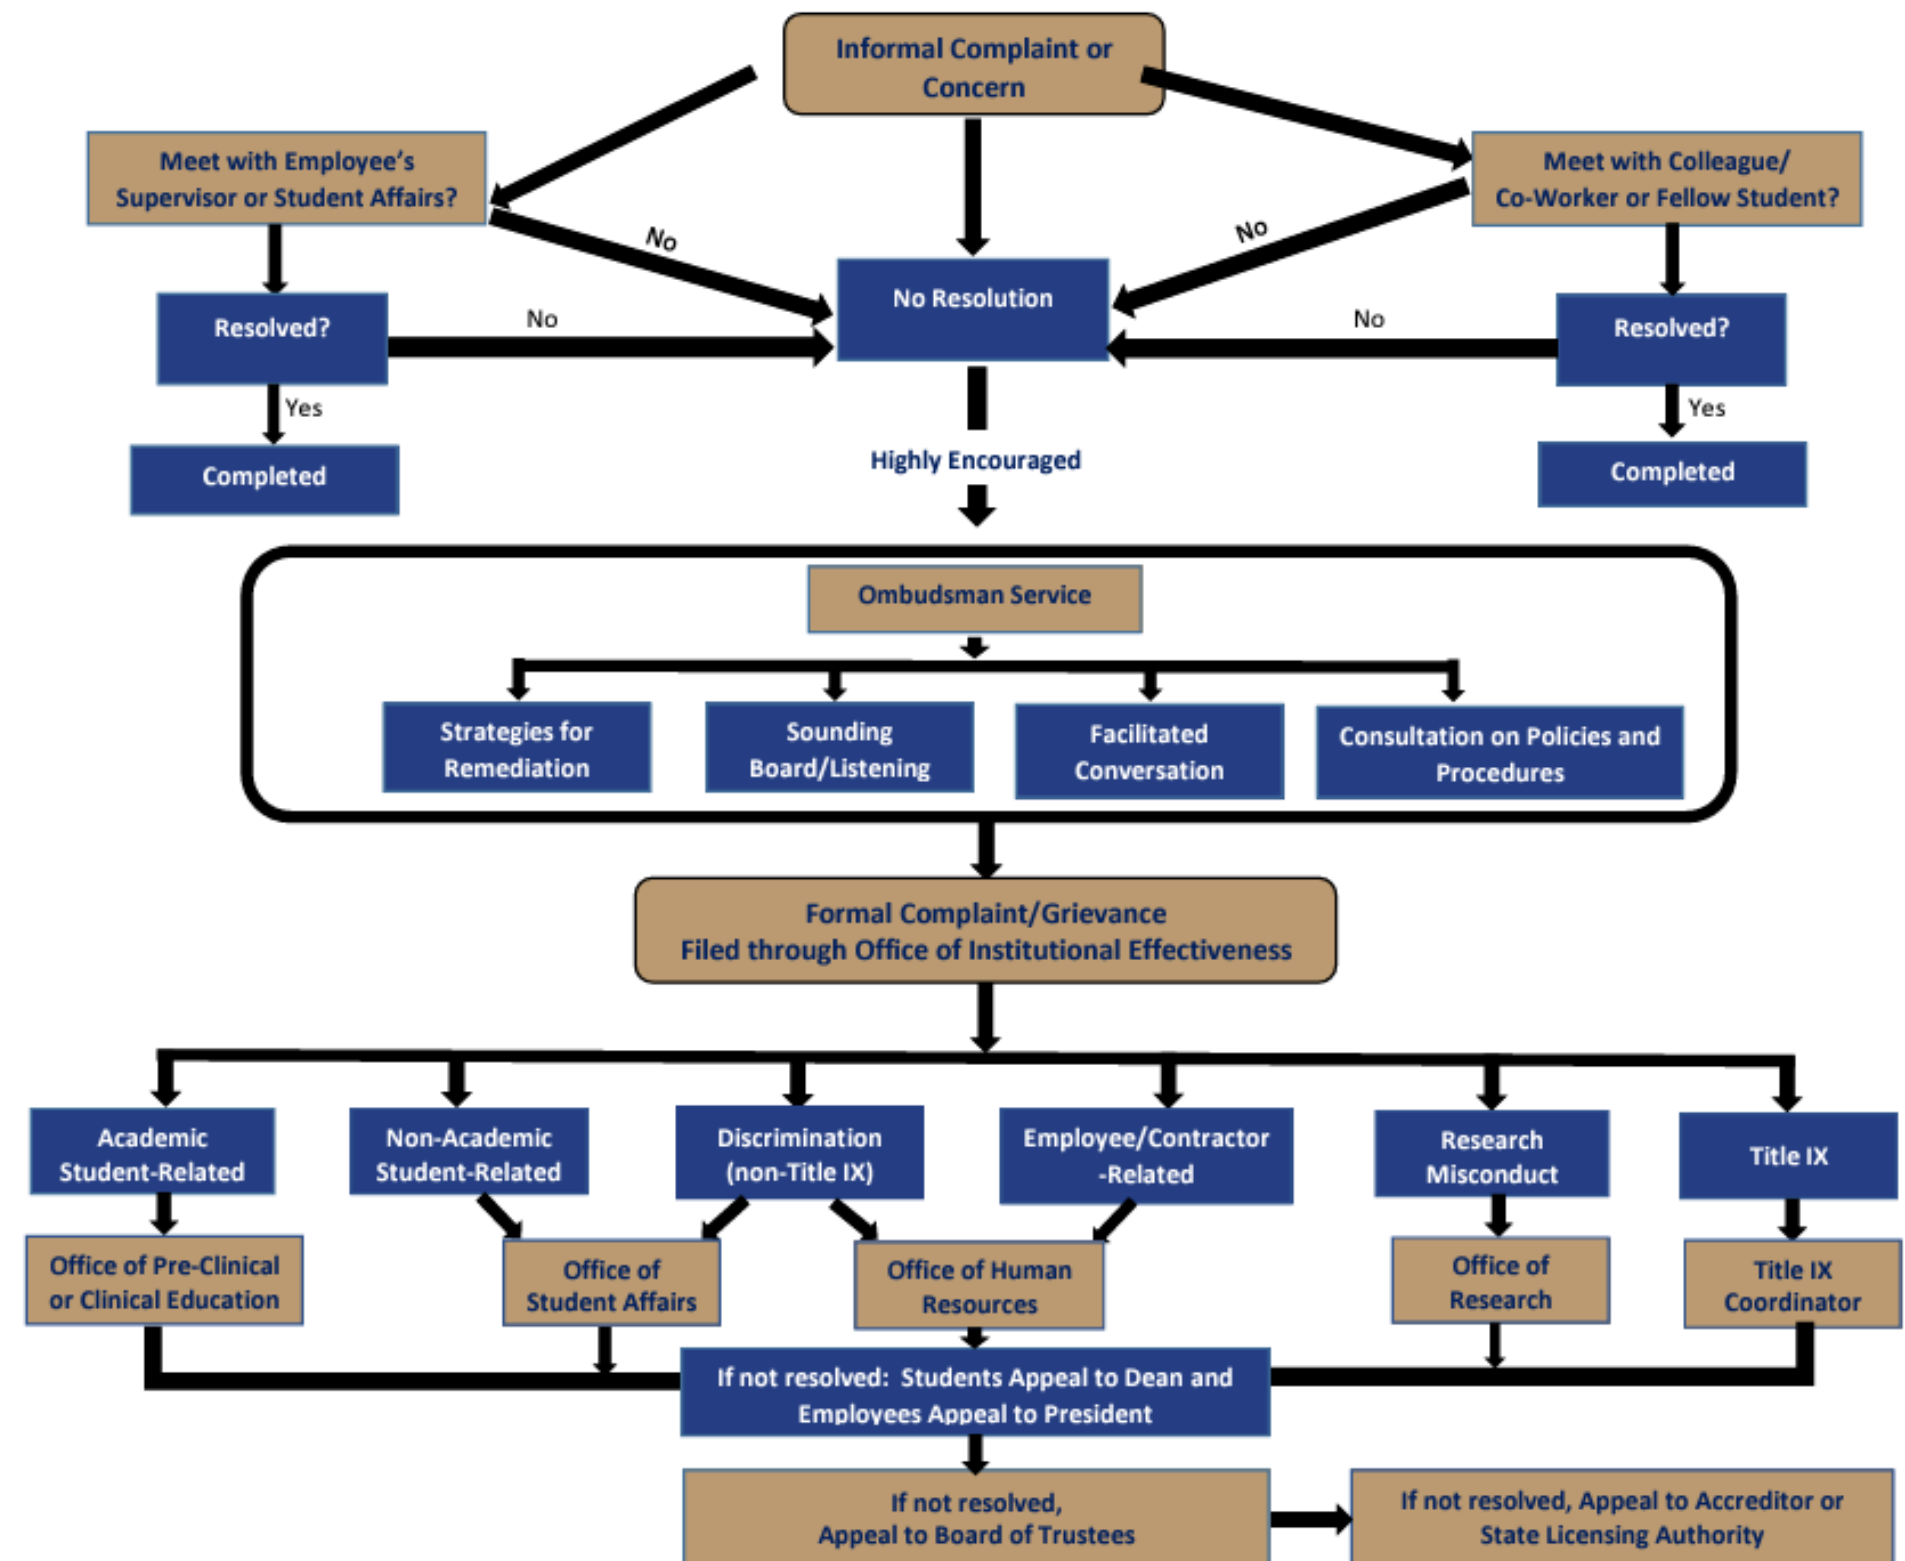 Informal Complaint or
Concern
Meet with Employee’s
Supervisor or Student Affairs?
Meet with Colleague/
Co-Worker or Fellow Student?
No
No
No Resolution
Resolved?
No
No
Resolved?
Yes
Yes
Completed
Highly Encouraged
Completed
Ombudsman Service
Strategies for
Remediation
Sounding
Board/Listening
Facilitated
Conversation
Consultation on Policies and
Procedures
Formal Complaint/Grievance
Filed through Office of Institutional Effectiveness
Academic
Student-Related
Non-Academic
Student-Related
Discrimination
(non-Title IX)
Employee/Contractor
-Related
Research
Misconduct
Title IX
Office of Pre-Clinical
or Clinical Education
Office of
Student Affairs
Office of Human
Resources
Office of
Research
Title IX
Coordinator
If not resolved:  Students Appeal to Dean and
Employees Appeal to President
If not resolved,
Appeal to Board of Trustees
If not resolved, Appeal to Accreditor or
State Licensing Authority